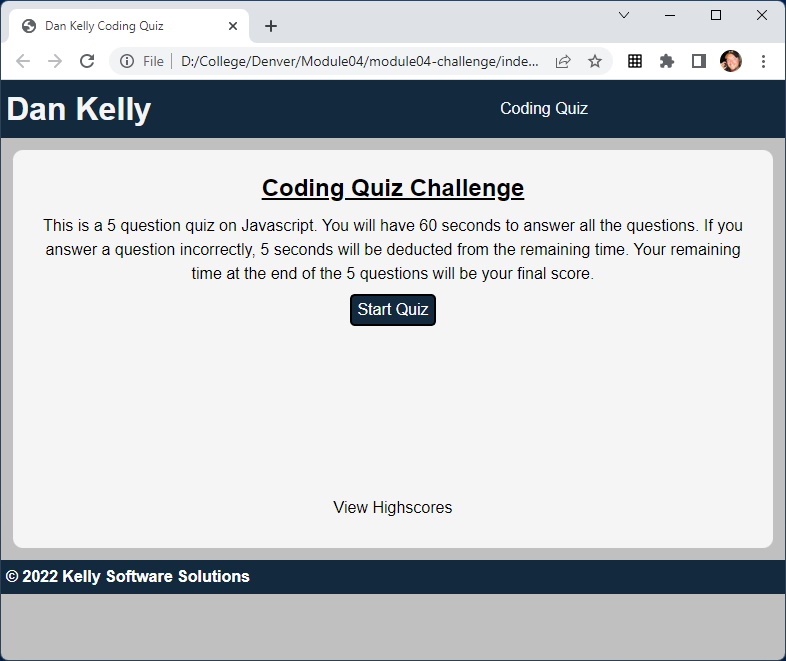 Dan Kelly Coding Quiz
File | D:/College/Denver/Module04/module04-challenge/inde...
Dan Kelly
Coding Quiz
Coding Quiz Challenge
This is a 5 question quiz on Javascript. You will have 60 seconds to answer all the questions. If you
answer a question incorrectly, 5 seconds will be deducted from the remaining time. Your remaining
time at the end of the 5 questions will be your final score.
Start Quiz
View Highscores
© 2022 Kelly Software Solutions